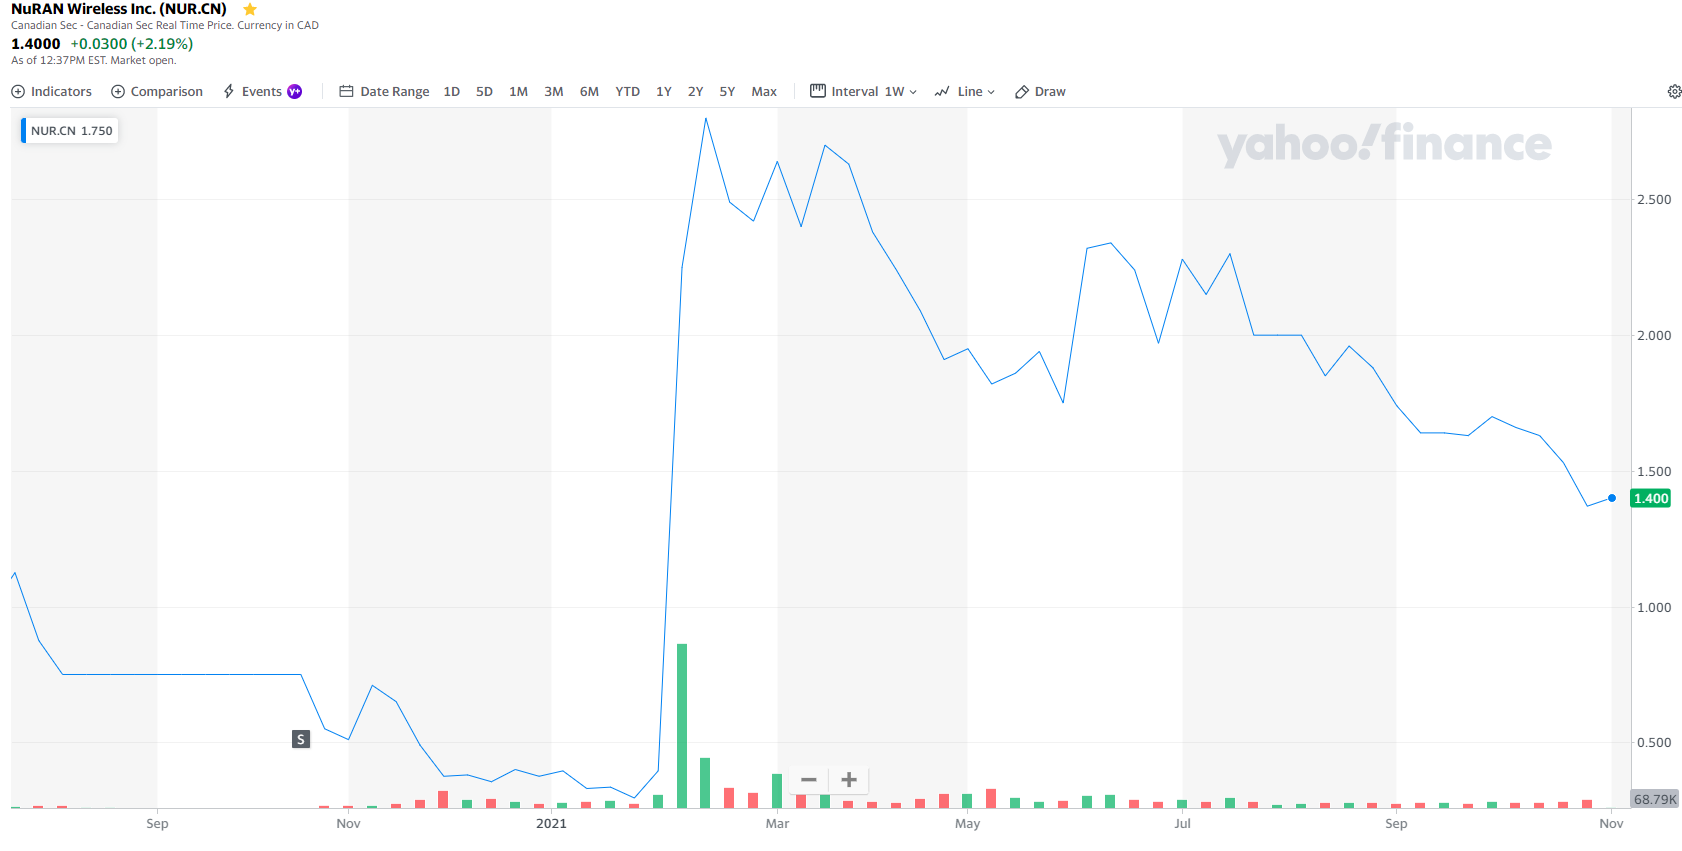 NuRAN Wireless Inc. (NUR.CN)
Canadian Sec - Canadian Sec Real Time Price. Currency in CAD
1.4000 +0.0300 (+2.19%)
As of 12:37PM EST. Market open.
Indicators Comparison Events Y+ Date Range 1D 5D 1M 3M 6M YTD 1Y 2Y 5Y Max Interval 1W Line Draw
NUR.CN 1.750
yahoo!finance
2.500
2.000
1.500
1.400
1.000
S
0.500
68.79K
Sep Nov 2021 Mar May Jul Sep Nov